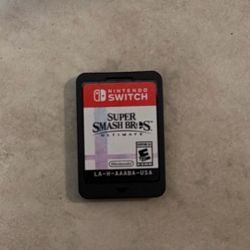 NINTENDO
SWITCH
SUPER
SMASH BROS.
ULTIMATE
Nintendo
E
LA-H-AAABA-USA